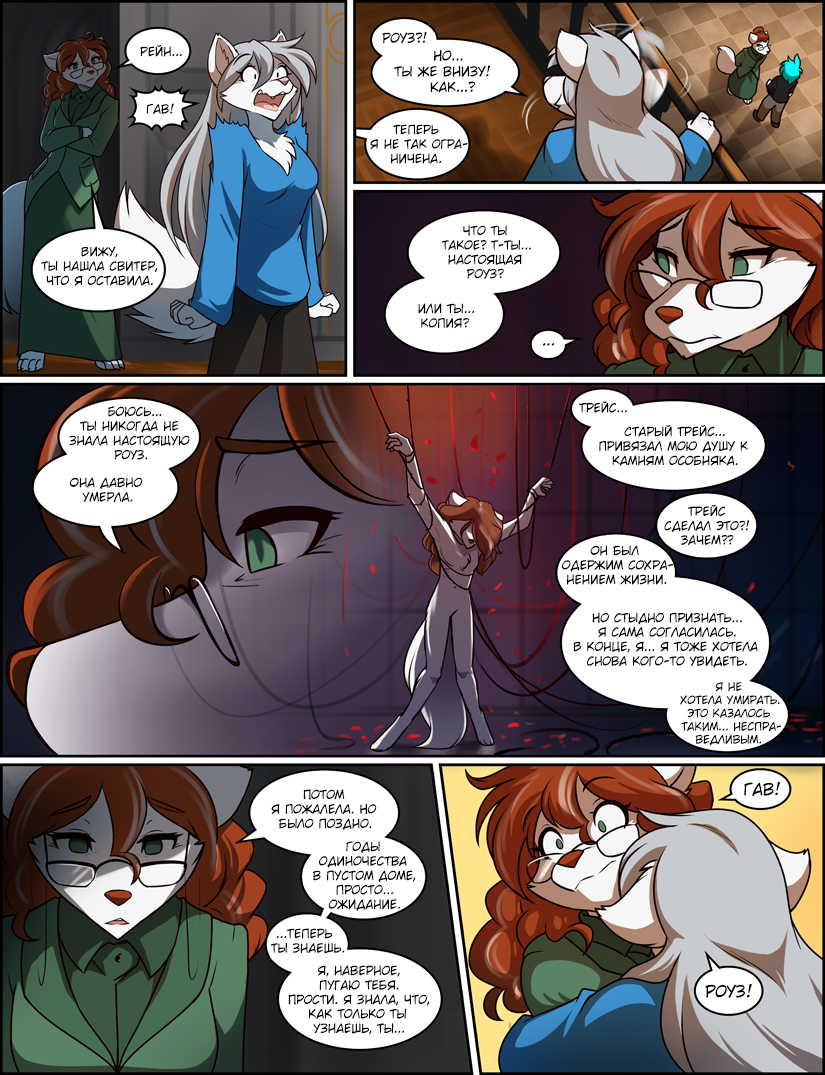 РЕЙН...
ГАВ!
ВИЖУ,
ТЫ НАШЛА СВИТЕР,
ЧТО Я ОСТАВИЛА.
РОУЗ?!
НО...
ТЫ ЖЕ ВНИЗУ!
КАК...?
ТЕПЕРЬ
Я НЕ ТАК ОГРА-
НИЧЕНА.
ЧТО ТЫ
ТАКОЕ? Т-ТЫ...
НАСТОЯЩАЯ
РОУЗ?
ИЛИ ТЫ...
КОПИЯ?
...
БОЮСЬ...
ТЫ НИКОГДА НЕ
ЗНАЛА НАСТОЯЩУЮ
РОУЗ.
ОНА ДАВНО
УМЕРЛА.
ТРЕЙС...
СТАРЫЙ ТРЕЙС...
ПРИВЯЗАЛ МОЮ ДУШУ К
КАМНЯМ ОСОБНЯКА.
ТРЕЙС
СДЕЛАЛ ЭТО?!
ЗАЧЕМ??
ОН БЫЛ
ОДЕРЖИМ СОХРА-
НЕНИЕМ ЖИЗНИ.
НО СТЫДНО ПРИЗНАТЬ...
Я САМА СОГЛАСИЛАСЬ.
В КОНЦЕ, Я... Я ТОЖЕ ХОТЕЛА
СНОВА КОГО-ТО УВИДЕТЬ.
Я НЕ
ХОТЕЛА УМИРАТЬ.
ЭТО КАЗАЛОСЬ
ТАКИМ... НЕСПРА-
ВЕДЛИВЫМ.
ПОТОМ
Я ПОЖАЛЕЛА. НО
БЫЛО ПОЗДНО.
ГОДЫ
ОДИНОЧЕСТВА
В ПУСТОМ ДОМЕ,
ПРОСТО...
ОЖИДАНИЕ.
...ТЕПЕРЬ
ТЫ ЗНАЕШЬ.
Я, НАВЕРНОЕ,
ПУГАЮ ТЕБЯ.
ПРОСТИ. Я ЗНАЛА, ЧТО,
КАК ТОЛЬКО ТЫ
УЗНАЕШЬ, ТЫ...
ГАВ!
РОУЗ!